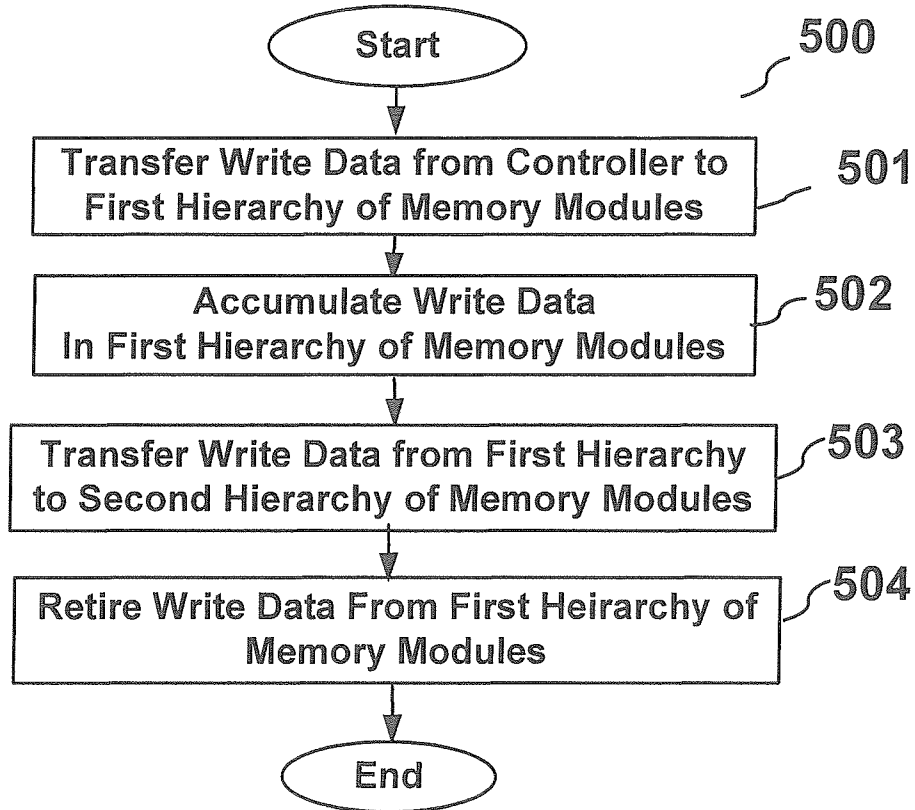 Start
500
Transfer Write Data from Controller to
First Hierarchy of Memory Modules
501
Accumulate Write Data
In First Hierarchy of Memory Modules
502
Transfer Write Data from First Hierarchy
to Second Hierarchy of Memory Modules
503
Retire Write Data From First Heirarchy of
Memory Modules
504
End